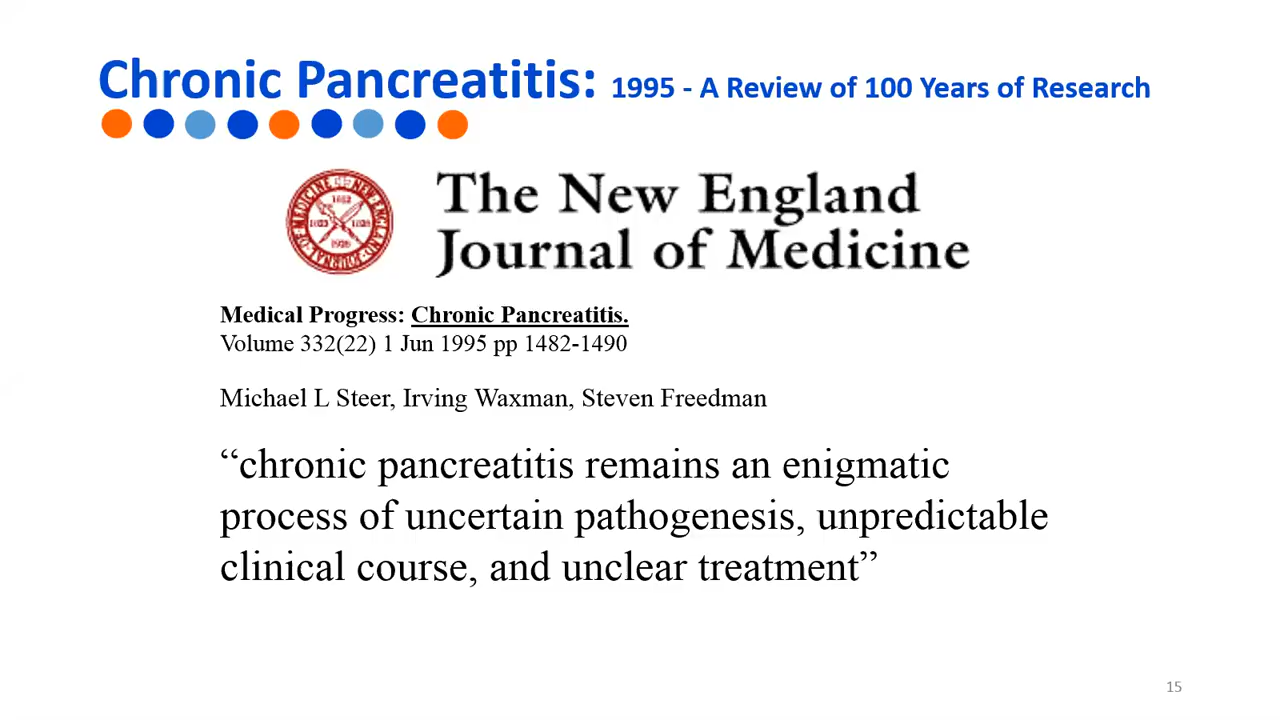 Chronic Pancreatitis: 1995 - A Review of 100 Years of Research
The New England
Journal of Medicine
Medical Progress: Chronic Pancreatitis.
Volume 332(22) 1 Jun 1995 pp 1482-1490
Michael L Steer, Irving Waxman, Steven Freedman
“chronic pancreatitis remains an enigmatic
process of uncertain pathogenesis, unpredictable
clinical course, and unclear treatment”
15